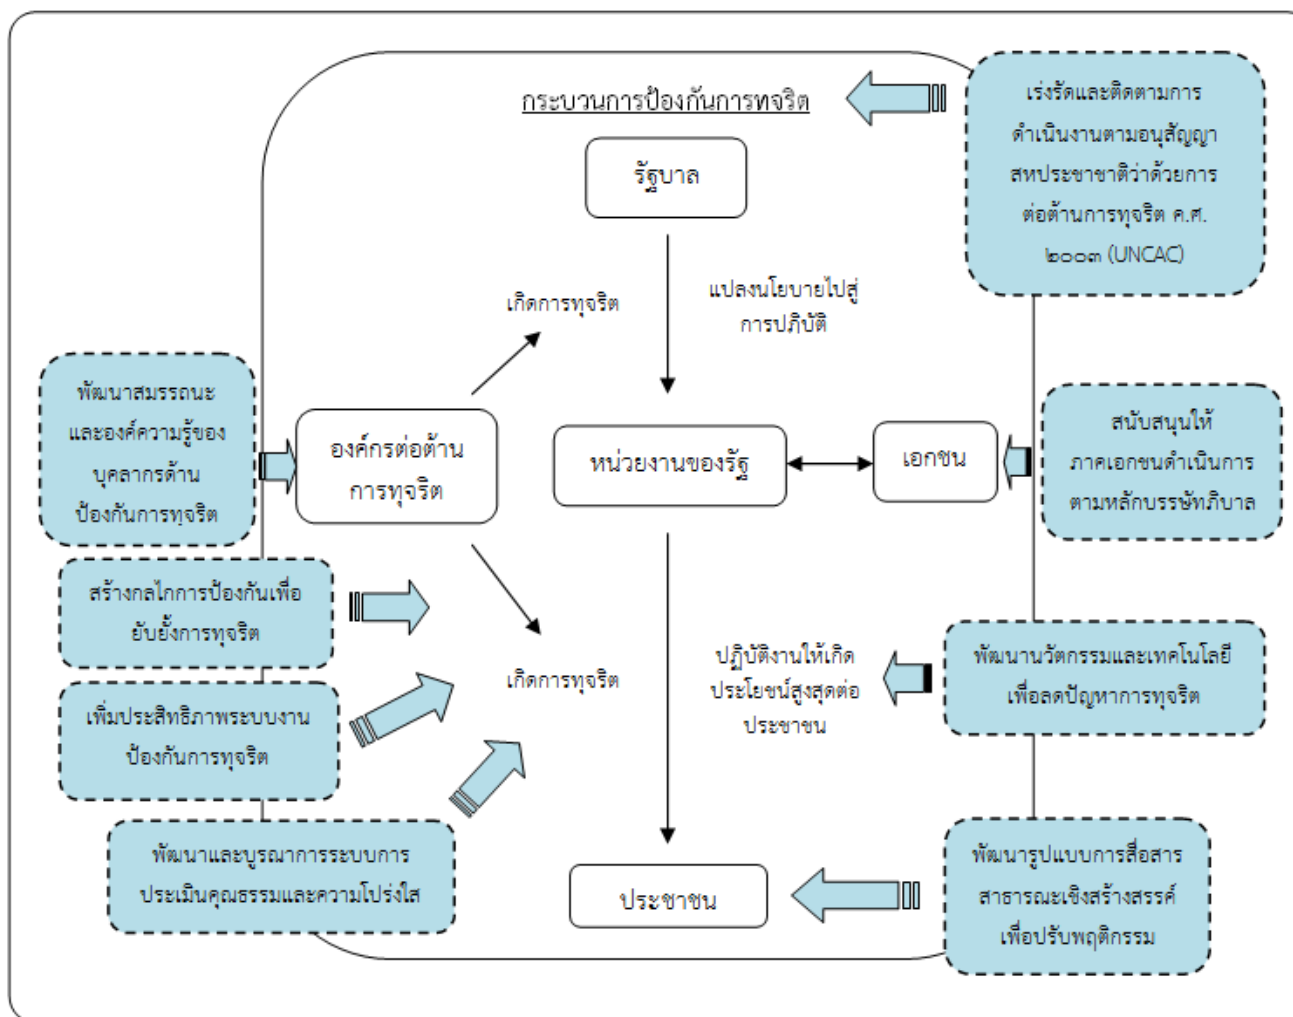 กระบวนการป้องกันการทุจริต
เร่งรัดและติดตามการ
ดำเนินงานตามอนุสัญญา
สหประชาชาติว่าด้วยการ
ต่อต้านการทุจริต ค.ศ.
๒๐๐๓ (UNCAC)
รัฐบาล
เกิดการทุจริต
แปลงนโยบายไปสู่
การปฏิบัติ
พัฒนาสมรรถนะ
และองค์ความรู้ของ
บุคลากรด้าน
ป้องกันการทุจริต
องค์กรต่อต้าน
การทุจริต
หน่วยงานของรัฐ
เอกชน
สนับสนุนให้
ภาคเอกชนดำเนินการ
ตามหลักบรรษัทภิบาล
สร้างกลไกการป้องกันเพื่อ
ยับยั้งการทุจริต
เกิดการทุจริต
ปฏิบัติงานให้เกิด
ประโยชน์สูงสุดต่อ
ประชาชน
พัฒนานวัตกรรมและเทคโนโลยี
เพื่อลดปัญหาการทุจริต
เพิ่มประสิทธิภาพระบบงาน
ป้องกันการทุจริต
พัฒนาและบูรณาการระบบการ
ประเมินคุณธรรมและความโปร่งใส
ประชาชน
พัฒนารูปแบบการสื่อสาร
สาธารณะเชิงสร้างสรรค์
เพื่อปรับพฤติกรรม